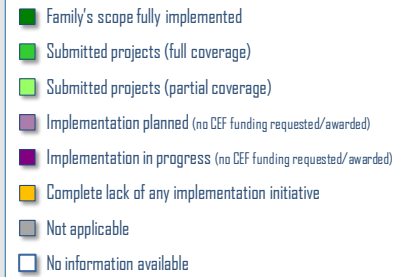 Family's scope fully implemented
Submitted projects (full coverage)
Submitted projects (partial coverage)
Implementation planned (no CEF funding requested/awarded)
Implementation in progress (no CEF funding requested/awarded)
Complete lack of any implementation initiative
Not applicable
No information available